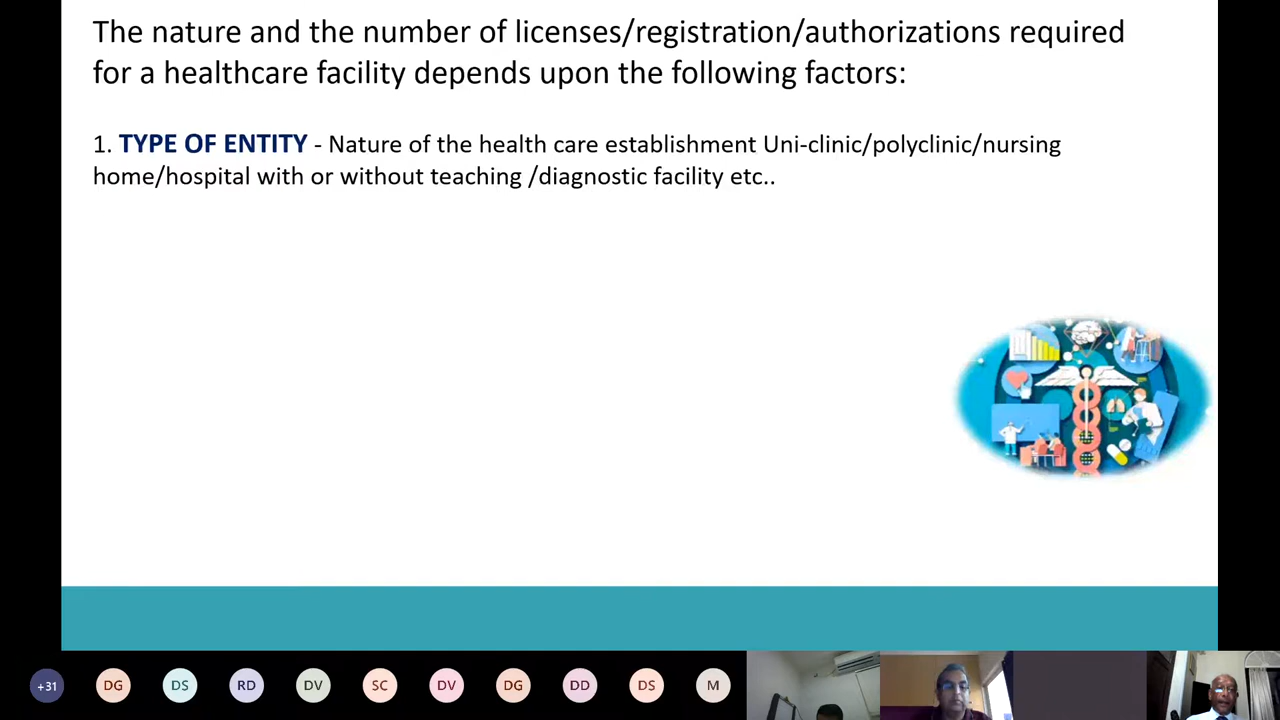 The nature and the number of licenses/registration/authorizations required
for a healthcare facility depends upon the following factors:
1. TYPE OF ENTITY - Nature of the health care establishment Uni-clinic/polyclinic/nursing
home/hospital with or without teaching /diagnostic facility etc..
+31 DG DS RD DV SC DV DG DD DS M